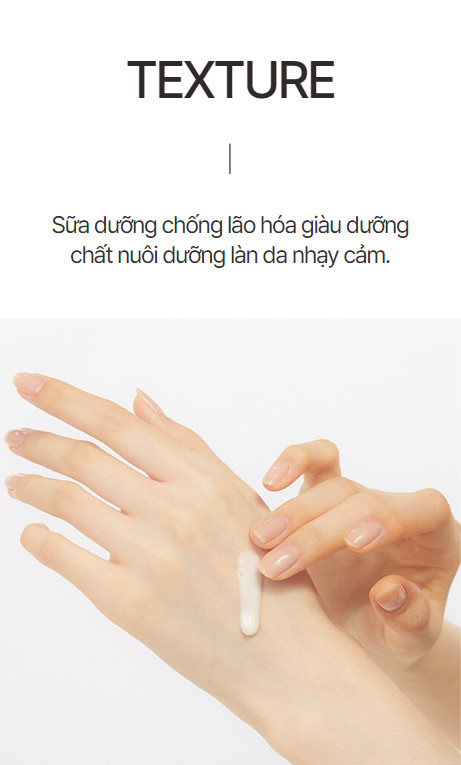 TEXTURE
Sữa dưỡng chống lão hóa giàu dưỡng
chất nuôi dưỡng làn da nhạy cảm.